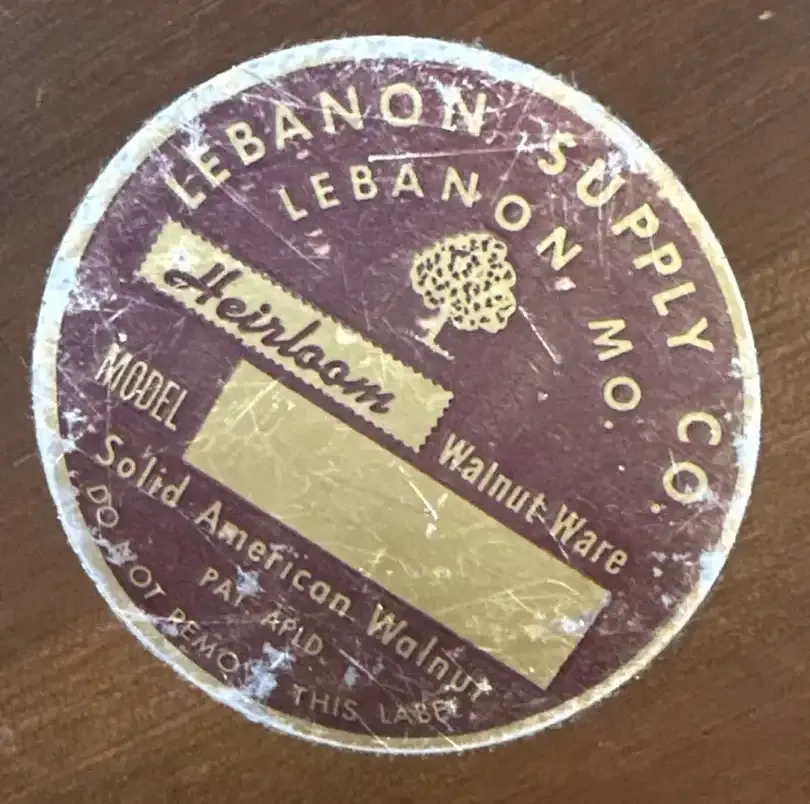 LEBANON SUPPLY CO.
LEBANON, MO.
Heirloom
Walnut Ware
MODEL
Solid American Walnut
PAT APLD.
DO NOT REMOVE THIS LABEL